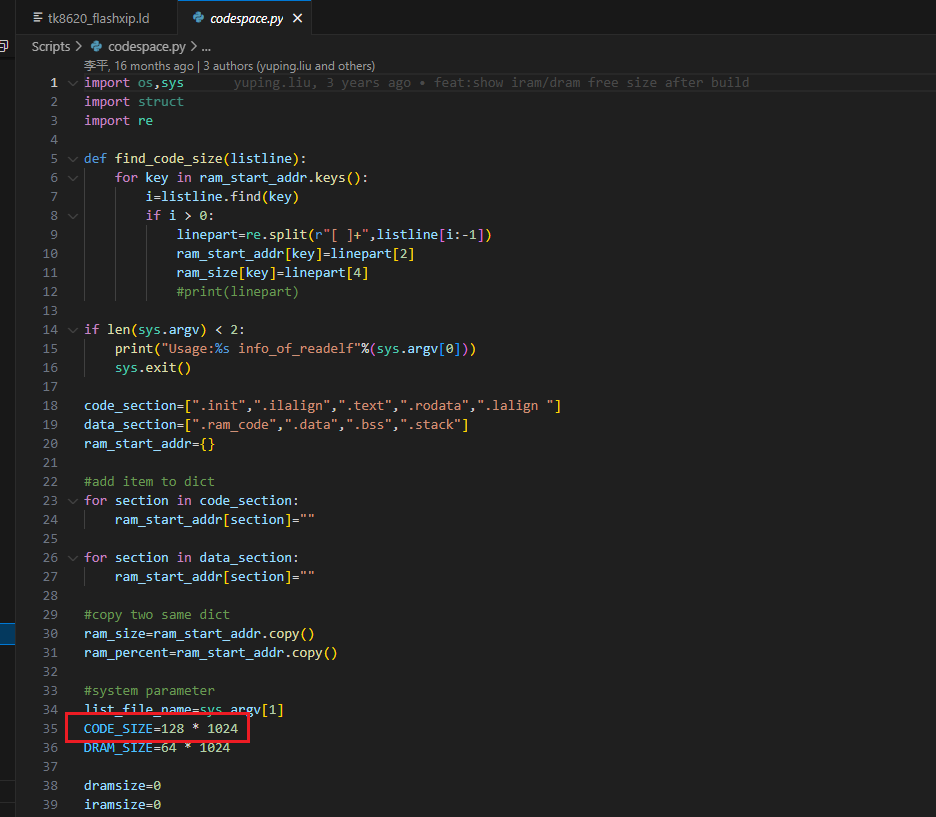 tk8620_flashxip.ld
codespace.py
Scripts > codespace.py > ...
李平, 16 months ago | 3 authors (yuping.liu and others)
1 import os,sys yuping.liu, 3 years ago • feat:show iram/dram free size after build
2 import struct
3 import re
4
5 def find_code_size(listline):
6 for key in ram_start_addr.keys():
7 i=listline.find(key)
8 if i > 0:
9 linepart=re.split(r"[ ]+",listline[i:-1])
10 ram_start_addr[key]=linepart[2]
11 ram_size[key]=linepart[4]
12 #print(linepart)
13
14 if len(sys.argv) < 2:
15 print("Usage:%s info_of_readelf"%(sys.argv[0]))
16 sys.exit()
17
18 code_section=[".init",".ilalign",".text",".rodata",".lalign "]
19 data_section=[".ram_code",".data",".bss",".stack"]
20 ram_start_addr={}
21
22 #add item to dict
23 for section in code_section:
24 ram_start_addr[section]=""
25
26 for section in data_section:
27 ram_start_addr[section]=""
28
29 #copy two same dict
30 ram_size=ram_start_addr.copy()
31 ram_percent=ram_start_addr.copy()
32
33 #system parameter
34 list_file_name=sys.argv[1]
35 CODE_SIZE=128 * 1024
36 DRAM_SIZE=64 * 1024
37
38 dramsize=0
39 iramsize=0